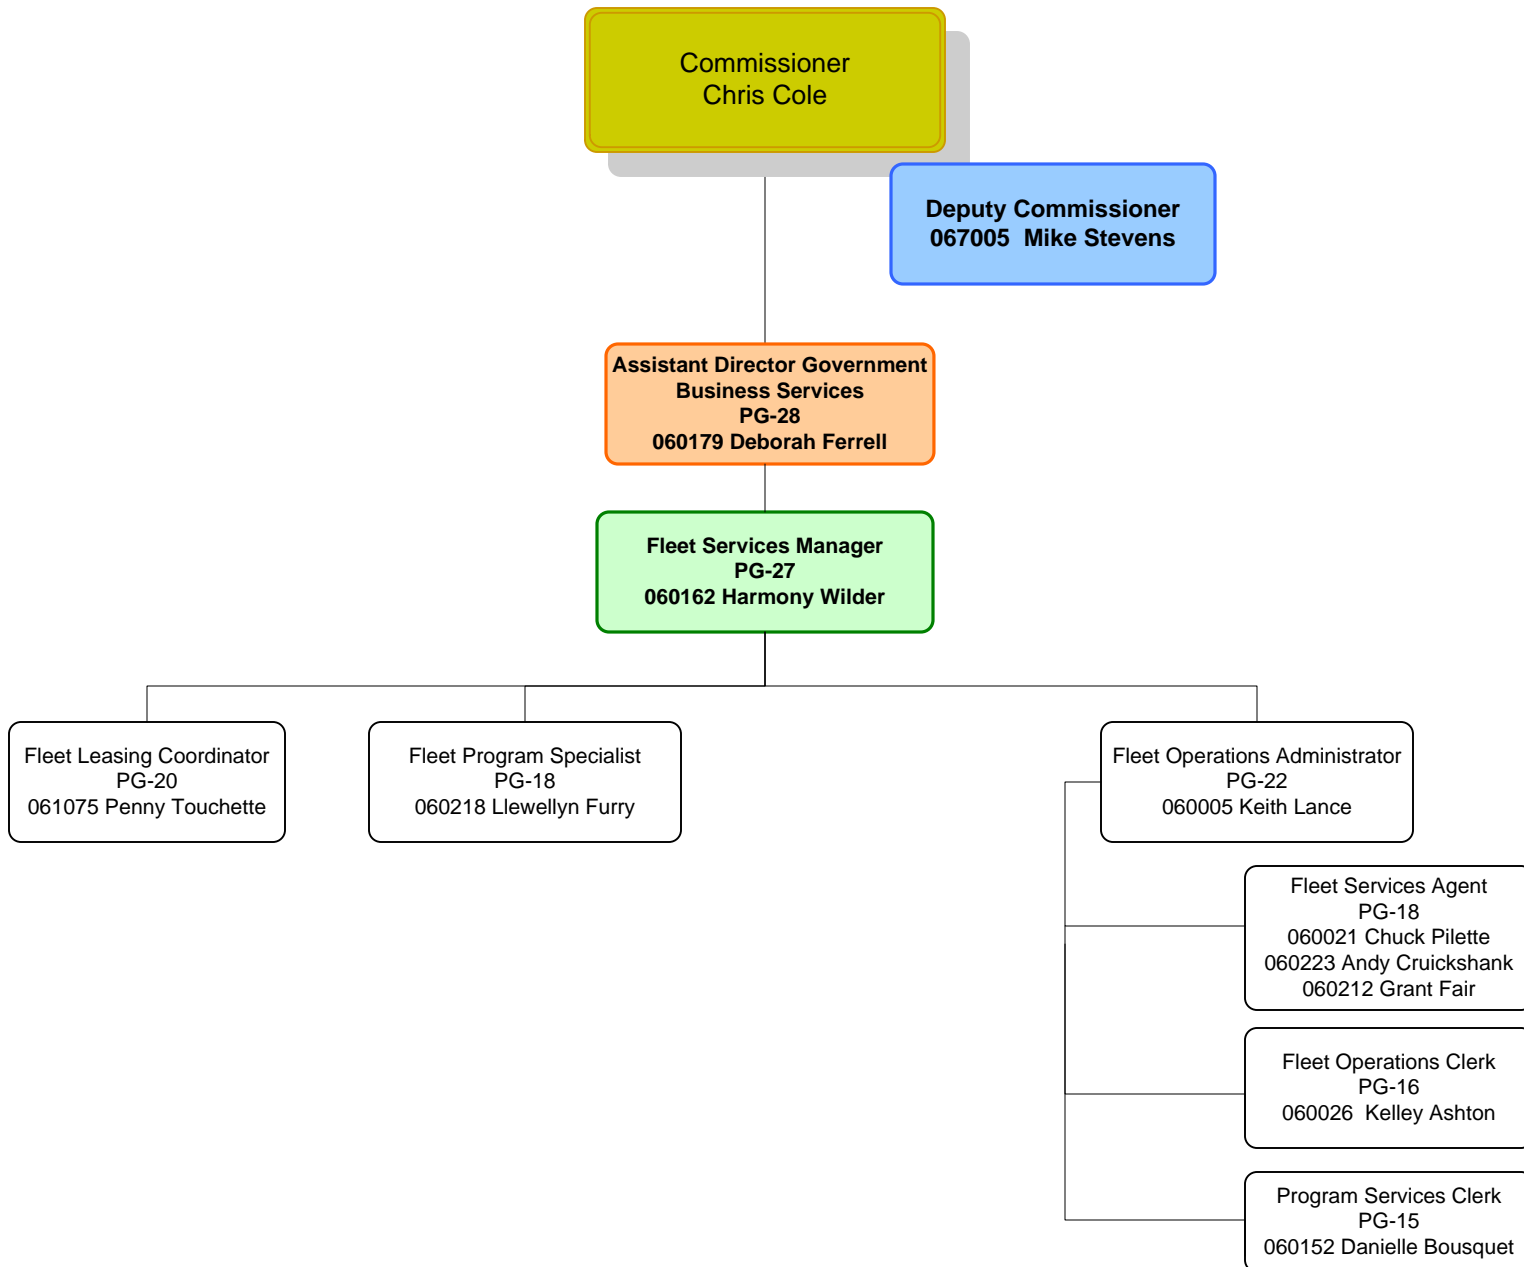 Commissioner
Chris Cole
Deputy Commissioner
067005  Mike Stevens
Assistant Director Government
Business Services
PG-28
060179 Deborah Ferrell
Fleet Services Manager
PG-27
060162 Harmony Wilder
Fleet Leasing Coordinator
PG-20
061075 Penny Touchette
Fleet Program Specialist
PG-18
060218 Llewellyn Furry
Fleet Operations Administrator
PG-22
060005 Keith Lance
Fleet Services Agent
PG-18
060021 Chuck Pilette
060223 Andy Cruickshank
060212 Grant Fair
Fleet Operations Clerk
PG-16
060026  Kelley Ashton
Program Services Clerk
PG-15
060152 Danielle Bousquet